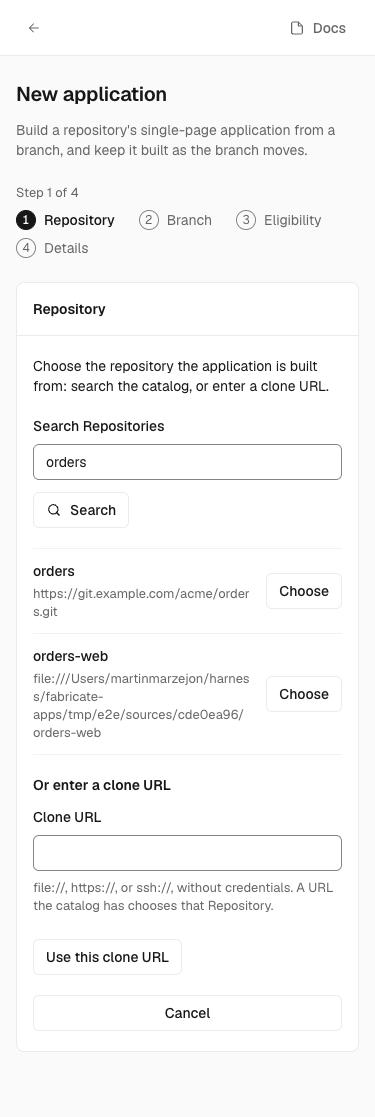 Docs
New application
Build a repository's single-page application from a
branch, and keep it built as the branch moves.
Step 1 of 4
1 Repository
2 Branch
3 Eligibility
4 Details
Repository
Choose the repository the application is built
from: search the catalog, or enter a clone URL.
Search Repositories
orders
Search
orders
https://git.example.com/acme/order
s.git
Choose
orders-web
file:///Users/martinmarzejon/harnes
s/fabricate-
apps/tmp/e2e/sources/cde0ea96/
orders-web
Choose
Or enter a clone URL
Clone URL
file://, https://, or ssh://, without credentials. A URL
the catalog has chooses that Repository.
Use this clone URL
Cancel